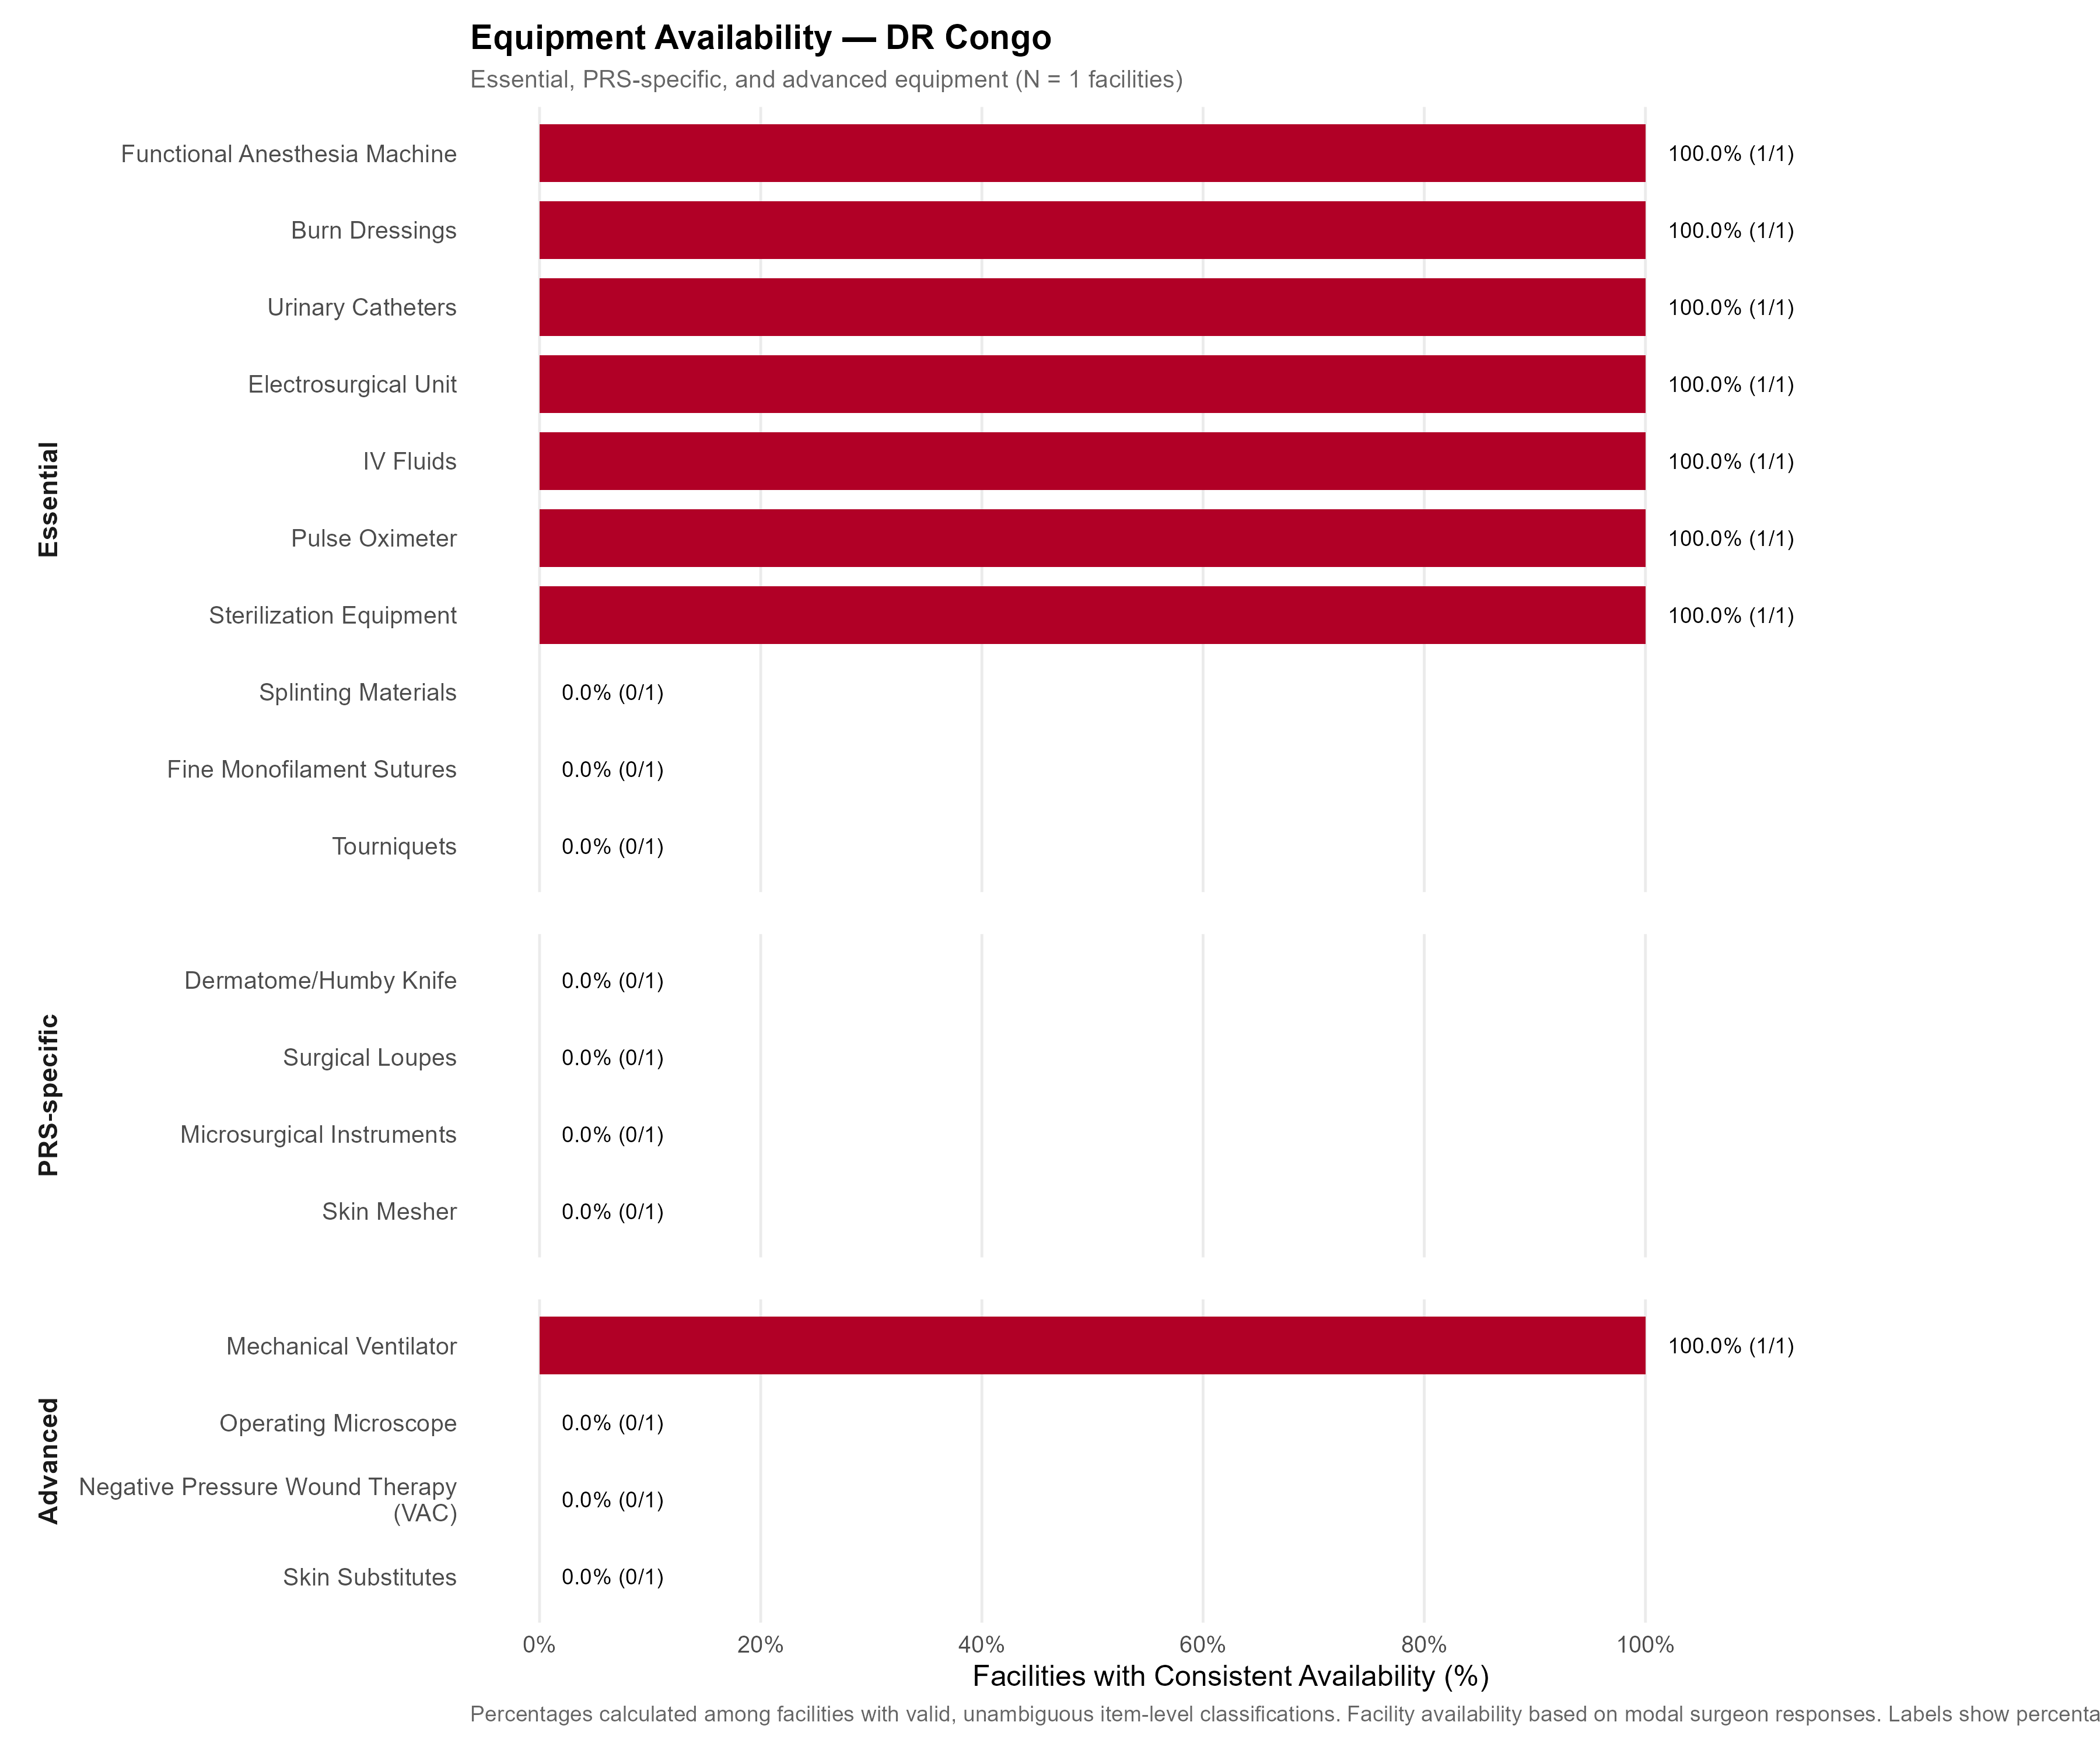 Equipment Availability — DR Congo
Essential, PRS-specific, and advanced equipment (N = 1 facilities)
Essential
Functional Anesthesia Machine 100.0% (1/1)
Burn Dressings 100.0% (1/1)
Urinary Catheters 100.0% (1/1)
Electrosurgical Unit 100.0% (1/1)
IV Fluids 100.0% (1/1)
Pulse Oximeter 100.0% (1/1)
Sterilization Equipment 100.0% (1/1)
Splinting Materials 0.0% (0/1)
Fine Monofilament Sutures 0.0% (0/1)
Tourniquets 0.0% (0/1)
PRS-specific
Dermatome/Humby Knife 0.0% (0/1)
Surgical Loupes 0.0% (0/1)
Microsurgical Instruments 0.0% (0/1)
Skin Mesher 0.0% (0/1)
Advanced
Mechanical Ventilator 100.0% (1/1)
Operating Microscope 0.0% (0/1)
Negative Pressure Wound Therapy
(VAC) 0.0% (0/1)
Skin Substitutes 0.0% (0/1)
0% 20% 40% 60% 80% 100%
Facilities with Consistent Availability (%)
Percentages calculated among facilities with valid, unambiguous item-level classifications. Facility availability based on modal surgeon responses. Labels show percenta